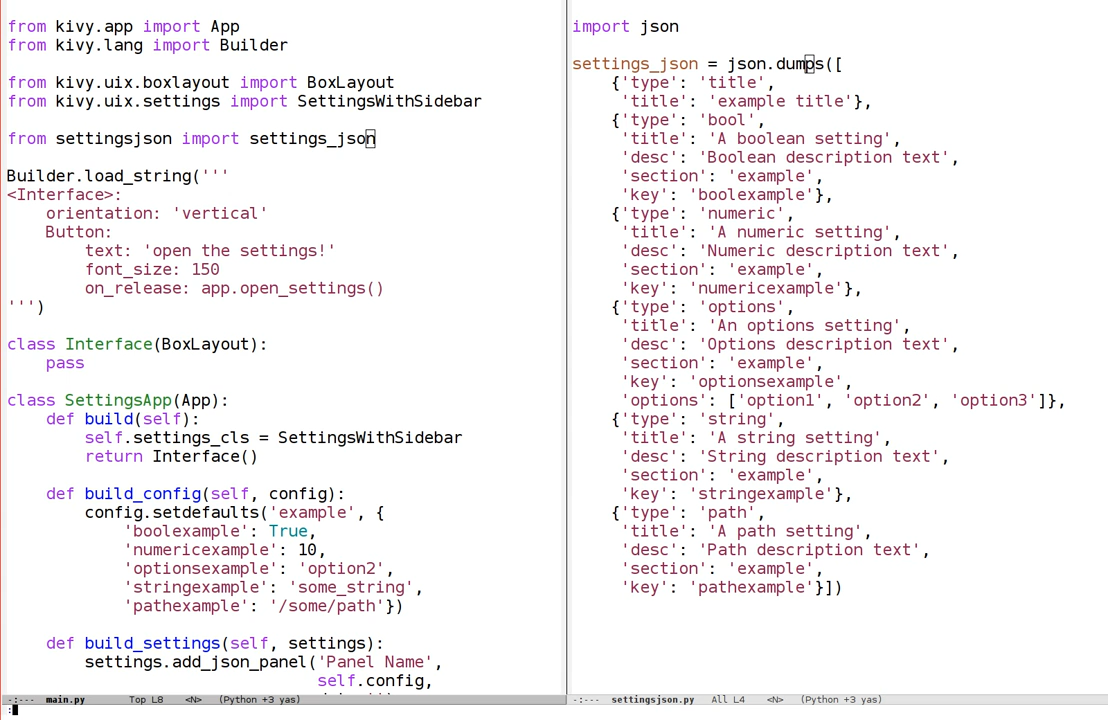 from kivy.app import App
from kivy.lang import Builder

from kivy.uix.boxlayout import BoxLayout
from kivy.uix.settings import SettingsWithSidebar

from settingsjson import settings_json

Builder.load_string('''
<Interface>:
    orientation: 'vertical'
    Button:
        text: 'open the settings!'
        font_size: 150
        on_release: app.open_settings()
''')

class Interface(BoxLayout):
    pass

class SettingsApp(App):
    def build(self):
        self.settings_cls = SettingsWithSidebar
        return Interface()

    def build_config(self, config):
        config.setdefaults('example', {
            'boolexample': True,
            'numericexample': 10,
            'optionsexample': 'option2',
            'stringexample': 'some_string',
            'pathexample': '/some/path'})

    def build_settings(self, settings):
        settings.add_json_panel('Panel Name',
                                self.config,
-:--- main.py Top L8 <N> (Python +3 yas)
:
import json

settings_json = json.dumps([
    {'type': 'title',
     'title': 'example title'},
    {'type': 'bool',
     'title': 'A boolean setting',
     'desc': 'Boolean description text',
     'section': 'example',
     'key': 'boolexample'},
    {'type': 'numeric',
     'title': 'A numeric setting',
     'desc': 'Numeric description text',
     'section': 'example',
     'key': 'numericexample'},
    {'type': 'options',
     'title': 'An options setting',
     'desc': 'Options description text',
     'section': 'example',
     'key': 'optionsexample',
     'options': ['option1', 'option2', 'option3']},
    {'type': 'string',
     'title': 'A string setting',
     'desc': 'String description text',
     'section': 'example',
     'key': 'stringexample'},
    {'type': 'path',
     'title': 'A path setting',
     'desc': 'Path description text',
     'section': 'example',
     'key': 'pathexample'}])
-:--- settingsjson.py All L4 <N> (Python +3 yas)